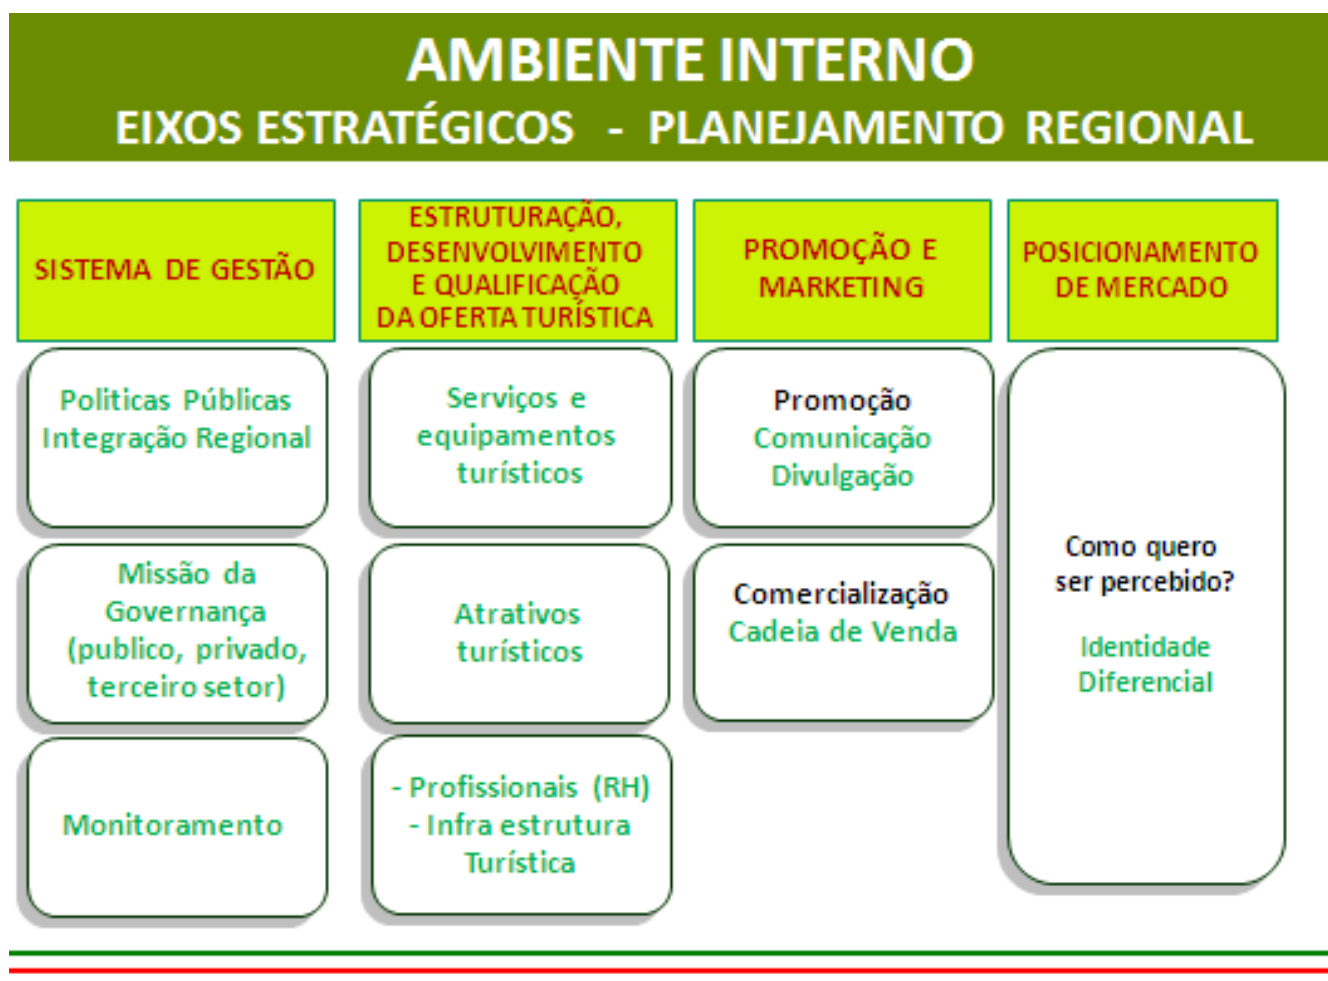 AMBIENTE INTERNO
EIXOS ESTRATÉGICOS - PLANEJAMENTO REGIONAL
SISTEMA DE GESTÃO
Politicas Públicas
Integração Regional
Missão da
Governança
(publico, privado,
terceiro setor)
Monitoramento
ESTRUTURAÇÃO,
DESENVOLVIMENTO
E QUALIFICAÇÃO
DA OFERTA TURÍSTICA
Serviços e
equipamentos
turísticos
Atrativos
turísticos
- Profissionais (RH)
- Infra estrutura
Turística
PROMOÇÃO E
MARKETING
Promoção
Comunicação
Divulgação
Comercialização
Cadeia de Venda
POSICIONAMENTO
DE MERCADO
Como quero
ser percebido?
Identidade
Diferencial